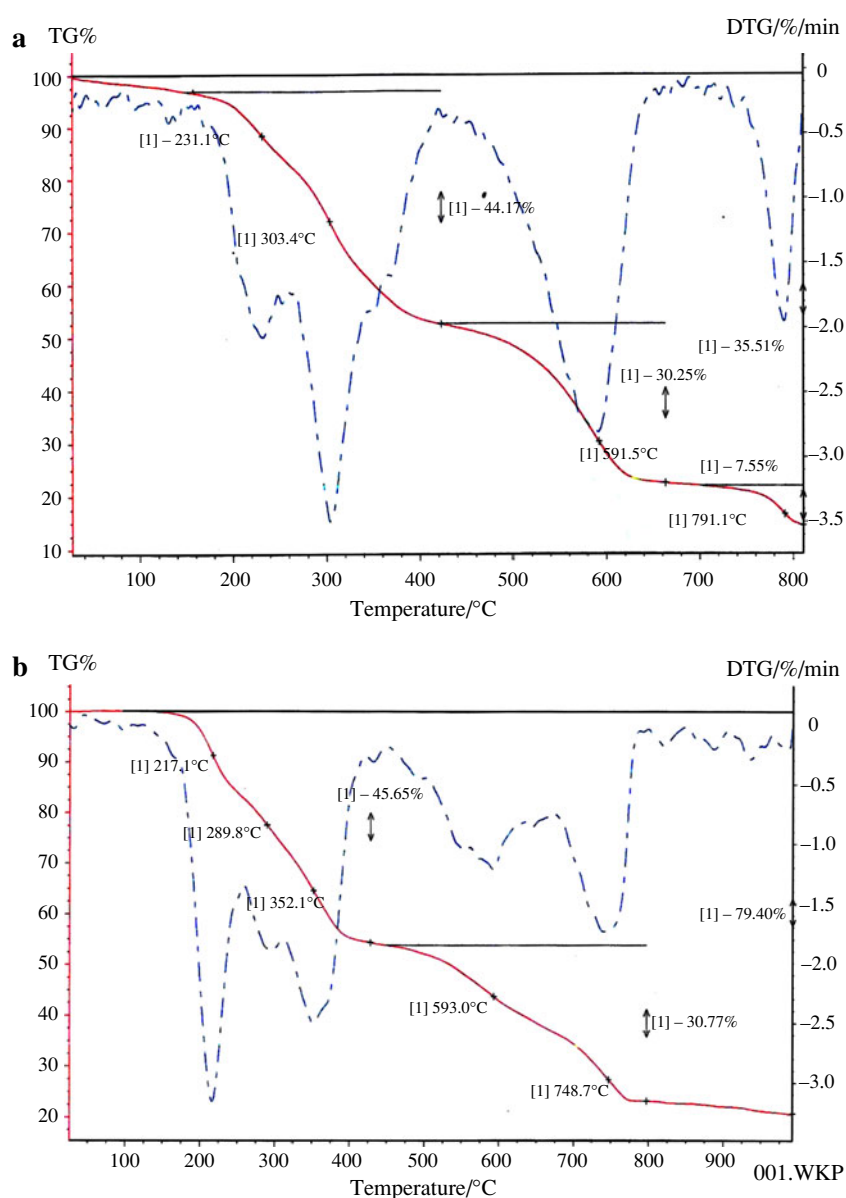 a TG% DTG/%/min
100 0
90 –0.5
[1] – 231.1°C
80 –1.0
[1] – 44.17%
70
[1] 303.4°C
–1.5
60
50 –2.0
[1] – 35.51%
40 –2.5
[1] – 30.25%
30 –3.0
[1] 591.5°C
[1] – 7.55%
20
[1] 791.1°C
–3.5
10
100 200 300 400 500 600 700 800
Temperature/°C
b TG% DTG/%/min
100 0
90
[1] 217.1°C
–0.5
[1] – 45.65%
80
[1] 289.8°C
–1.0
70
[1] 352.1°C
–1.5
60
[1] – 79.40%
50 –2.0
40
[1] 593.0°C
–2.5
[1] – 30.77%
30
[1] 748.7°C
–3.0
20
100 200 300 400 500 600 700 800 900
001.WKP
Temperature/°C